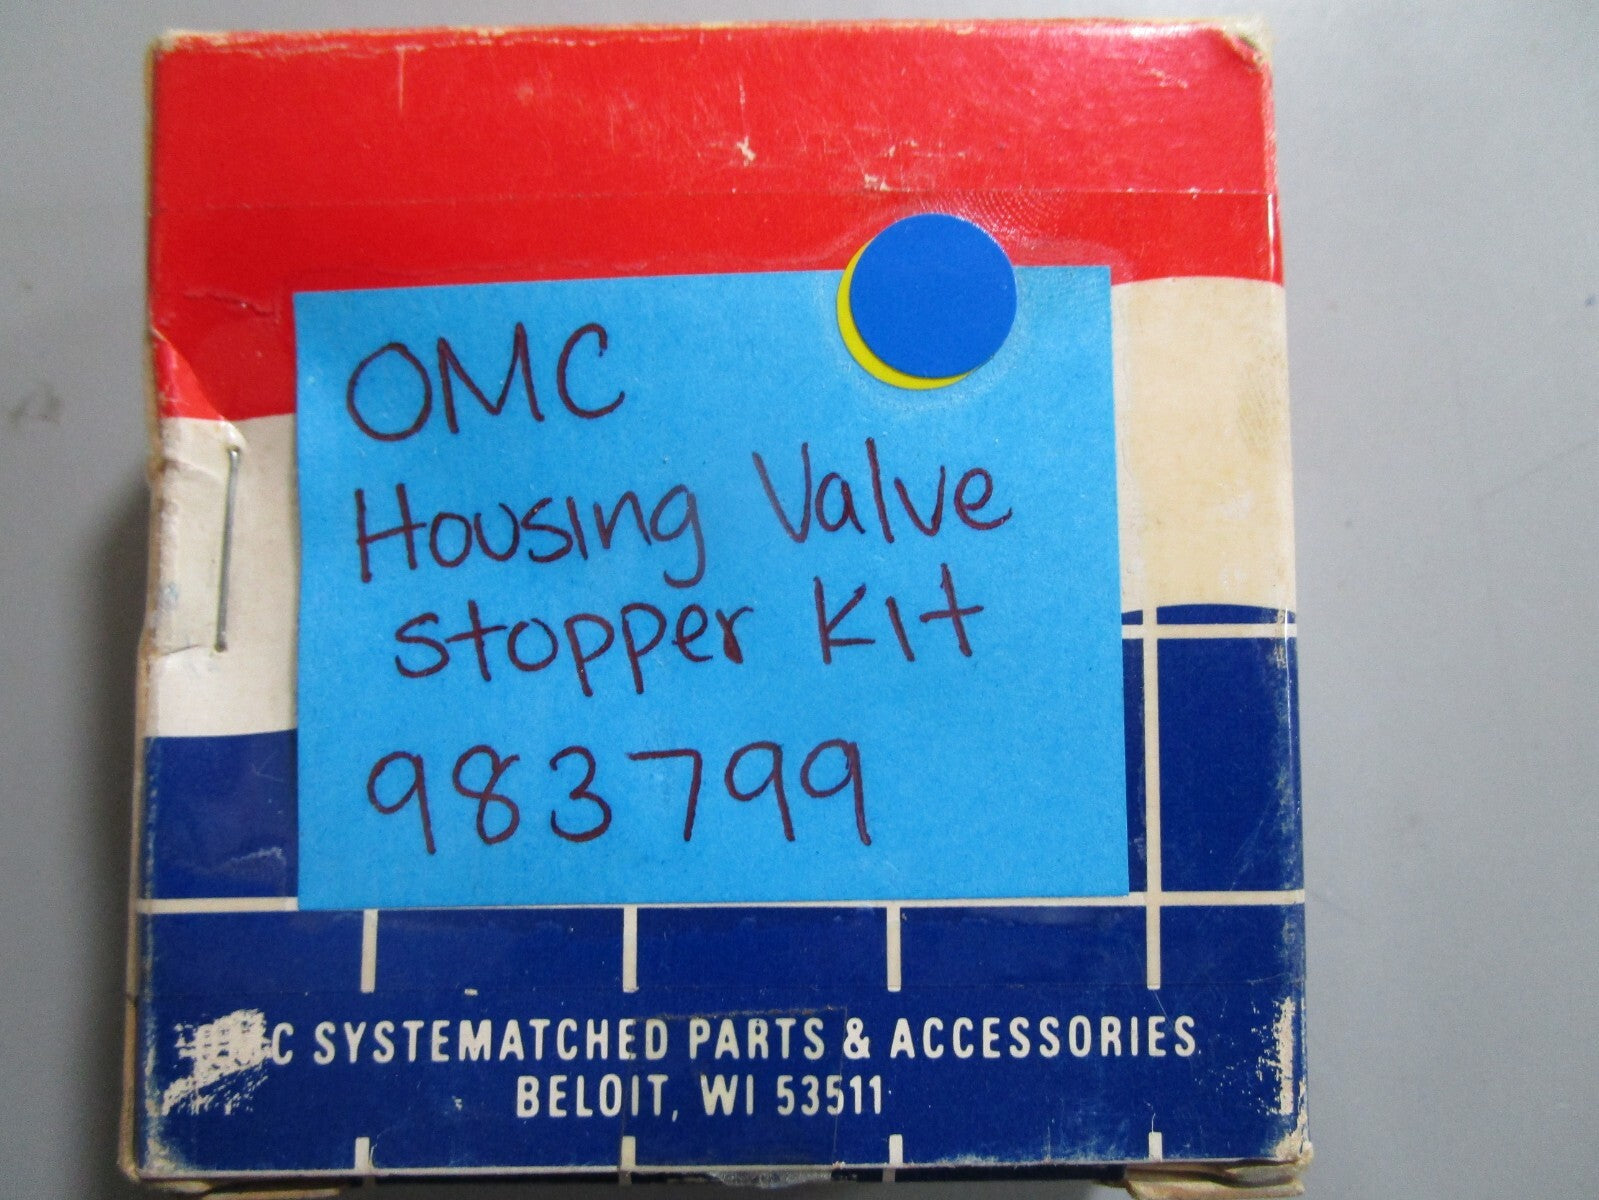 OMC
Housing Valve
stopper Kit
983799
C SYSTEMATCHED PARTS & ACCESSORIES
BELOIT, WI 53511